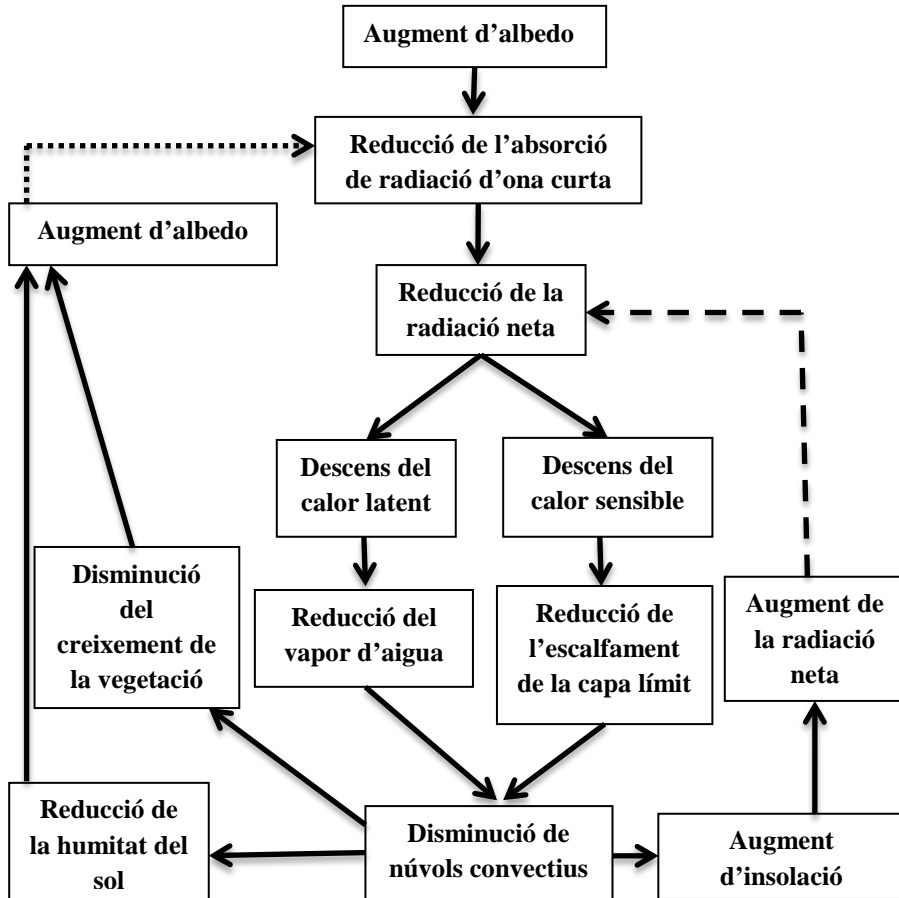 Augment d’albedo
Reducció de l’absorció
de radiació d’ona curta
Augment d’albedo
Reducció de la
radiació neta
Descens del
calor latent
Descens del
calor sensible
Disminució
del
creixement de
la vegetació
Reducció del
vapor d’aigua
Reducció de
l’escalfament
de la capa límit
Augment de
la radiació
neta
Reducció de
la humitat del
sol
Disminució de
núvols convectius
Augment
d’insolació